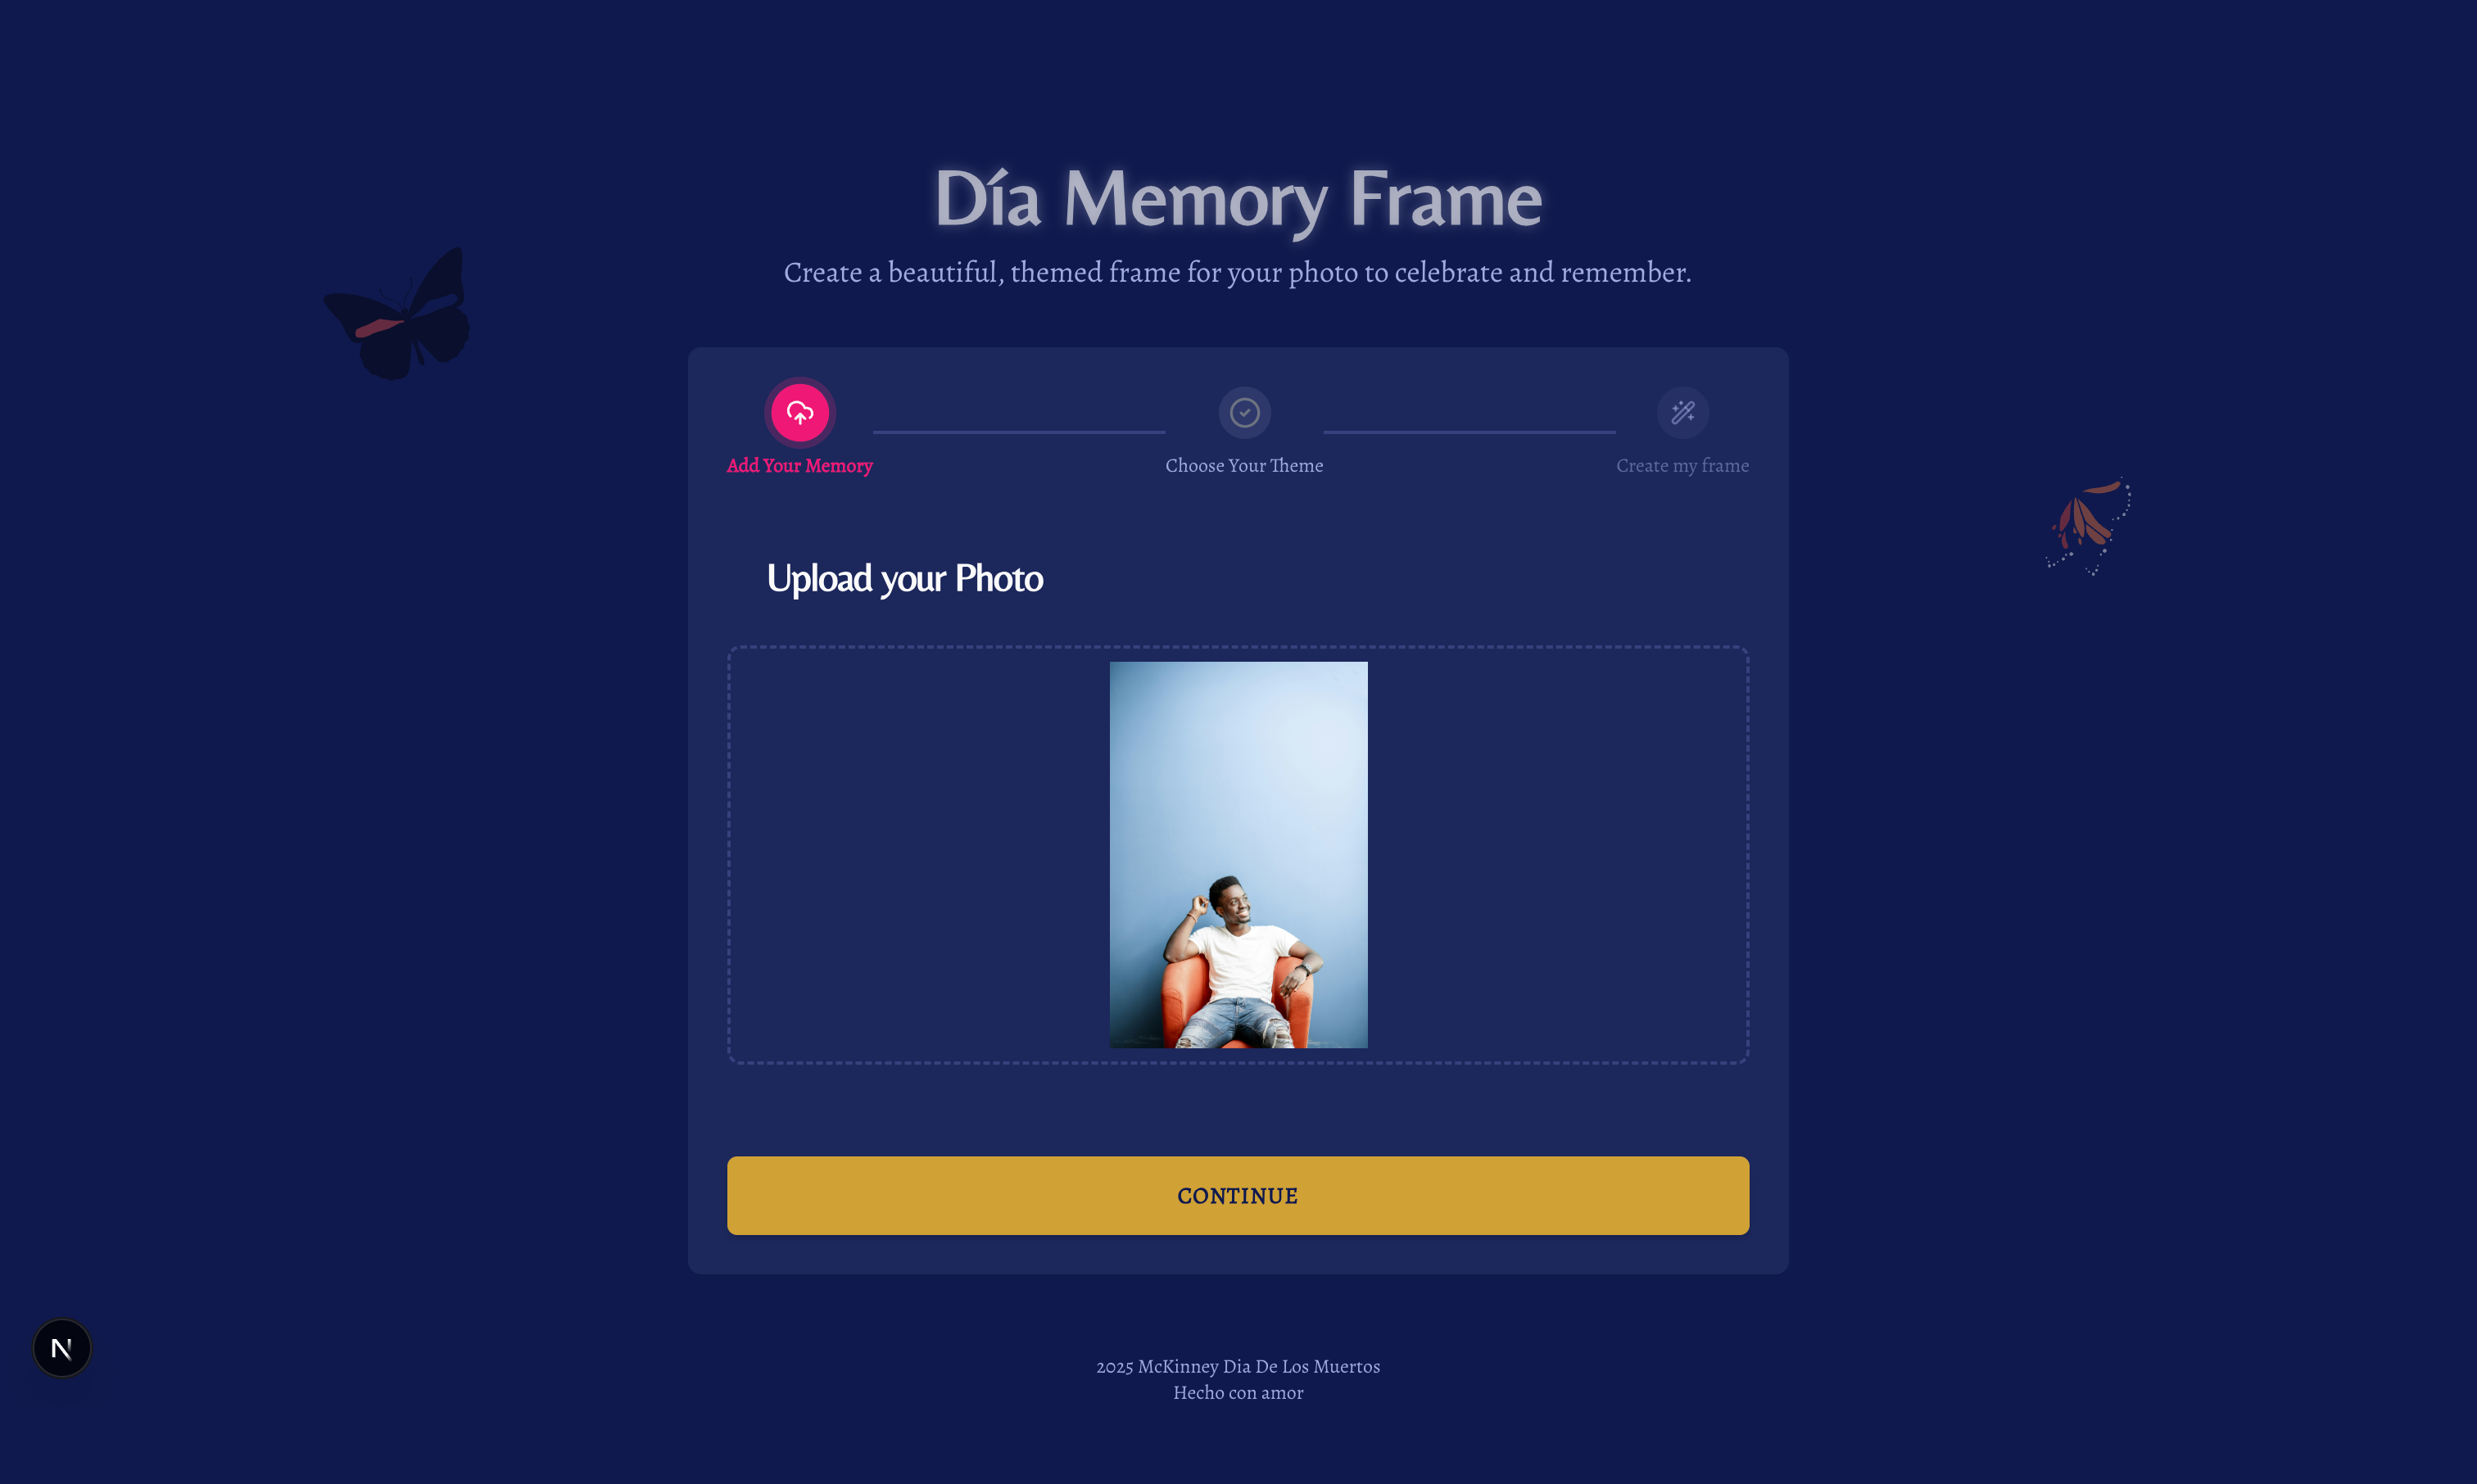 Día Memory Frame
Create a beautiful, themed frame for your photo to celebrate and remember.
Add Your Memory
Choose Your Theme
Create my frame
Upload your Photo
CONTINUE
N
2025 McKinney Dia De Los Muertos
Hecho con amor